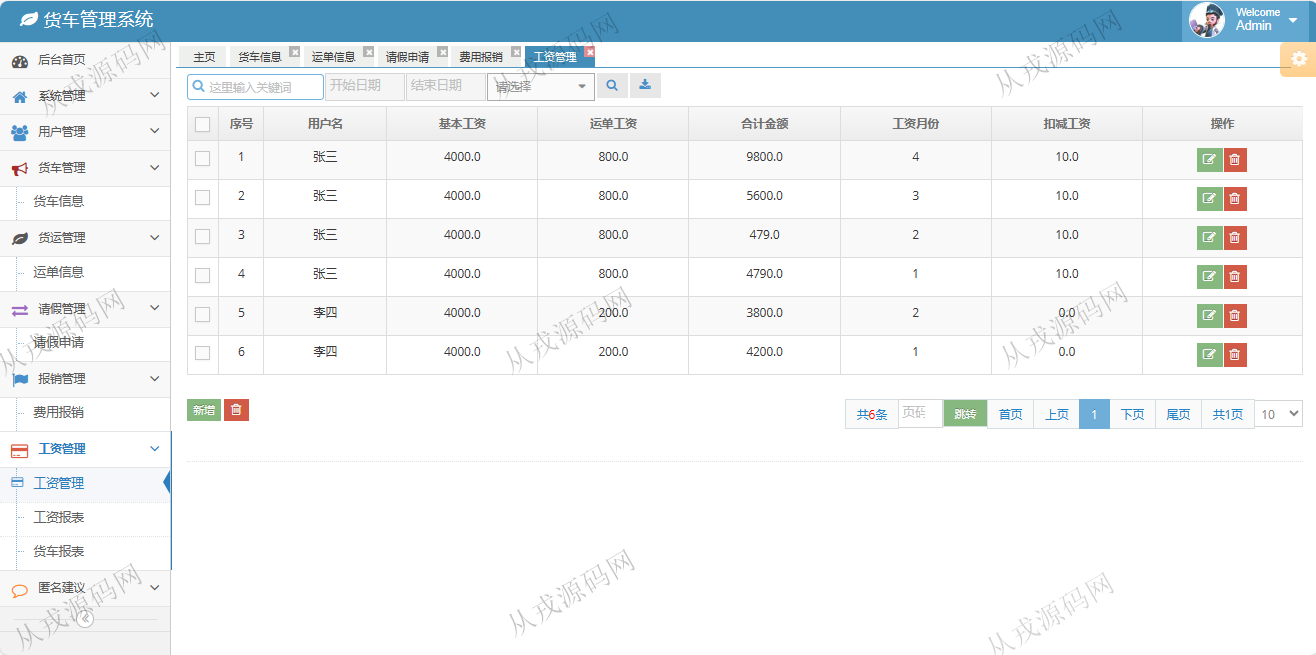 货车管理系统
Welcome
Admin
后台首页
系统管理
用户管理
货车管理
货车信息
货运管理
运单信息
请假管理
请假申请
报销管理
费用报销
工资管理
工资管理
工资报表
货车报表
匿名建议
主页 货车信息 运单信息 请假申请 费用报销 工资管理
这里输入关键词 开始日期 结束日期 请选择
序号 用户名 基本工资 运单工资 合计金额 工资月份 扣减工资 操作
1 张三 4000.0 800.0 9800.0 4 10.0
2 张三 4000.0 800.0 5600.0 3 10.0
3 张三 4000.0 800.0 479.0 2 10.0
4 张三 4000.0 800.0 4790.0 1 10.0
5 李四 4000.0 200.0 3800.0 2 0.0
6 李四 4000.0 200.0 4200.0 1 0.0
新增
共6条 页码 跳转 首页 上页 1 下页 尾页 共1页 10
从戎源码网
从戎源码网
从戎源码网
从戎源码网
从戎源码网
从戎源码网
从戎源码网
从戎源码网
从戎源码网